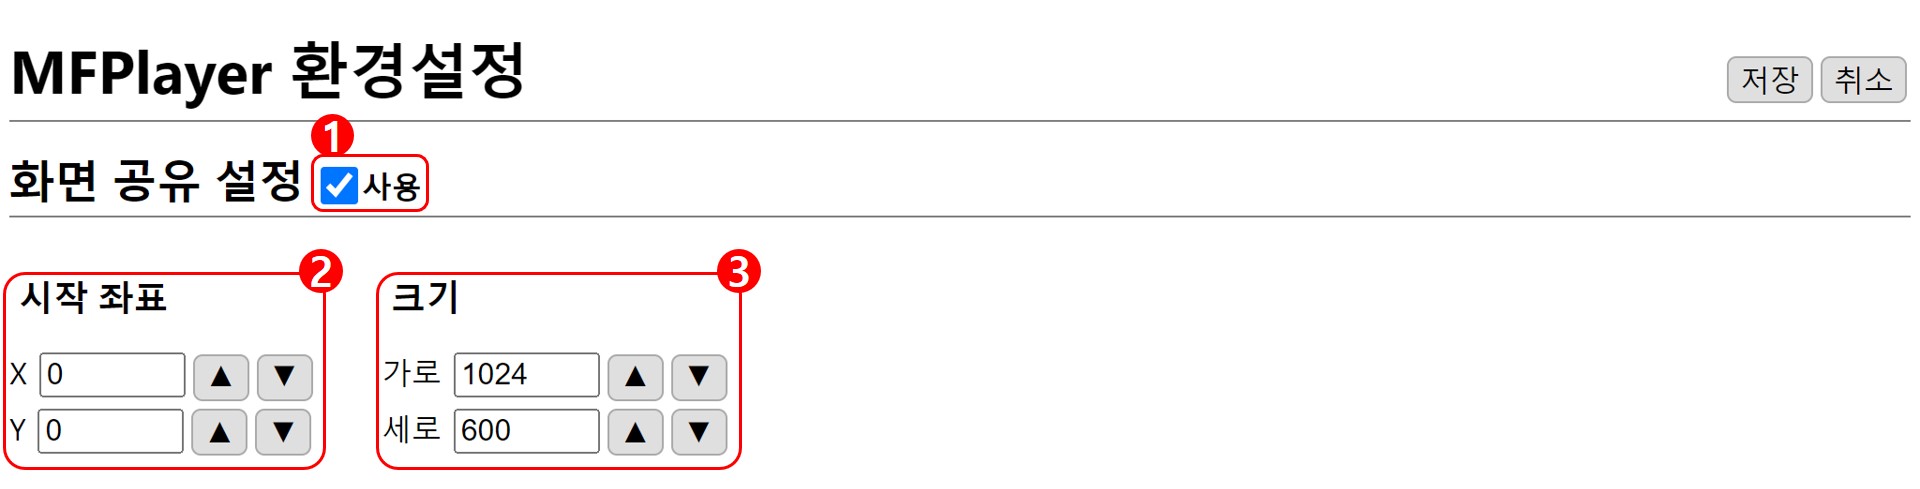 MFPlayer 환경설정
저장 취소
1
화면 공유 설정 사용
2 3
시작 좌표 크기
X 0 ▲ ▼ 가로 1024 ▲ ▼
Y 0 ▲ ▼ 세로 600 ▲ ▼